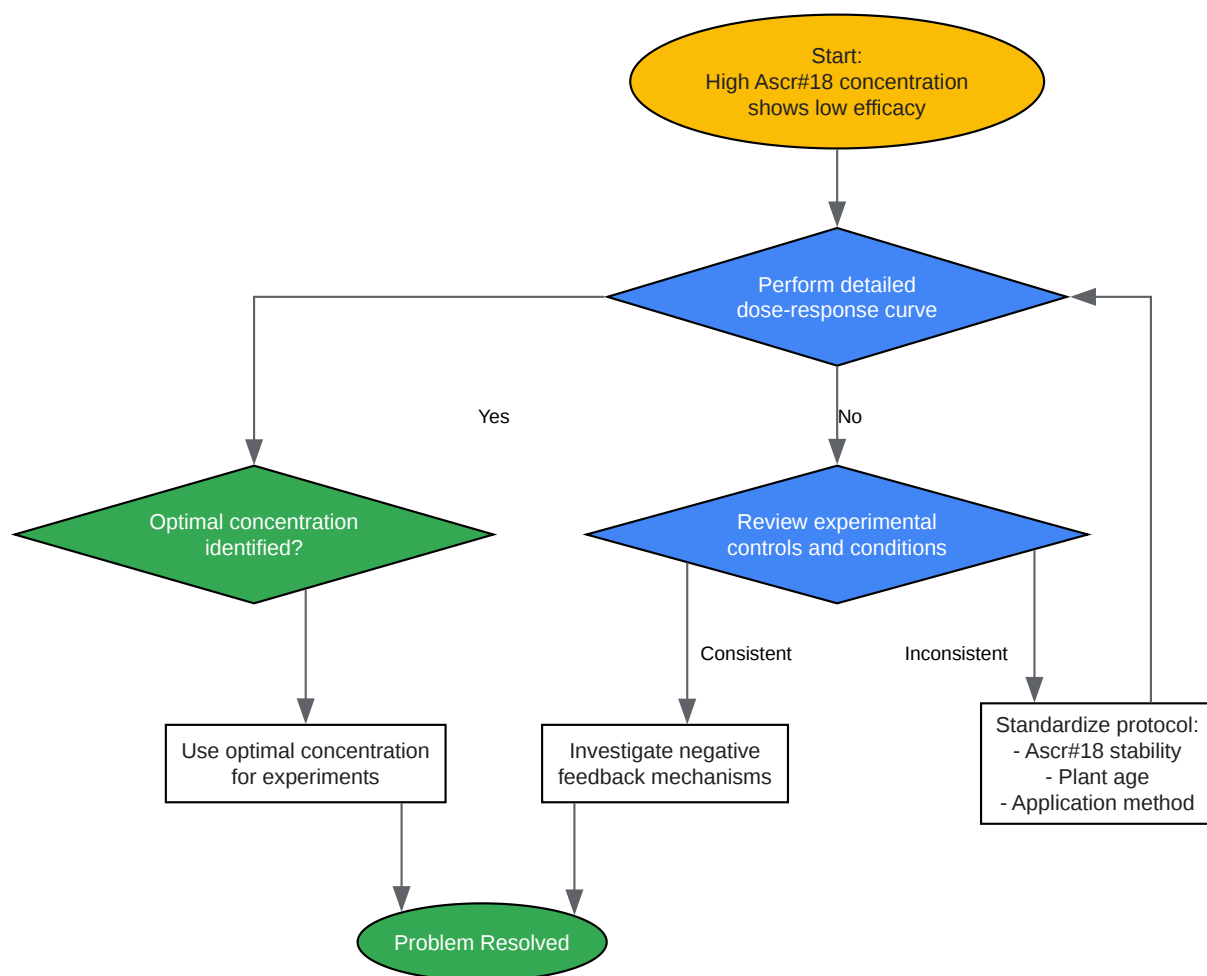 Start:
High Ascr#18 concentration
shows low efficacy
Perform detailed
dose-response curve
Yes
No
Optimal concentration
identified?
Review experimental
controls and conditions
Consistent
Inconsistent
Use optimal concentration
for experiments
Investigate negative
feedback mechanisms
Standardize protocol:
- Ascr#18 stability
- Plant age
- Application method
Problem Resolved